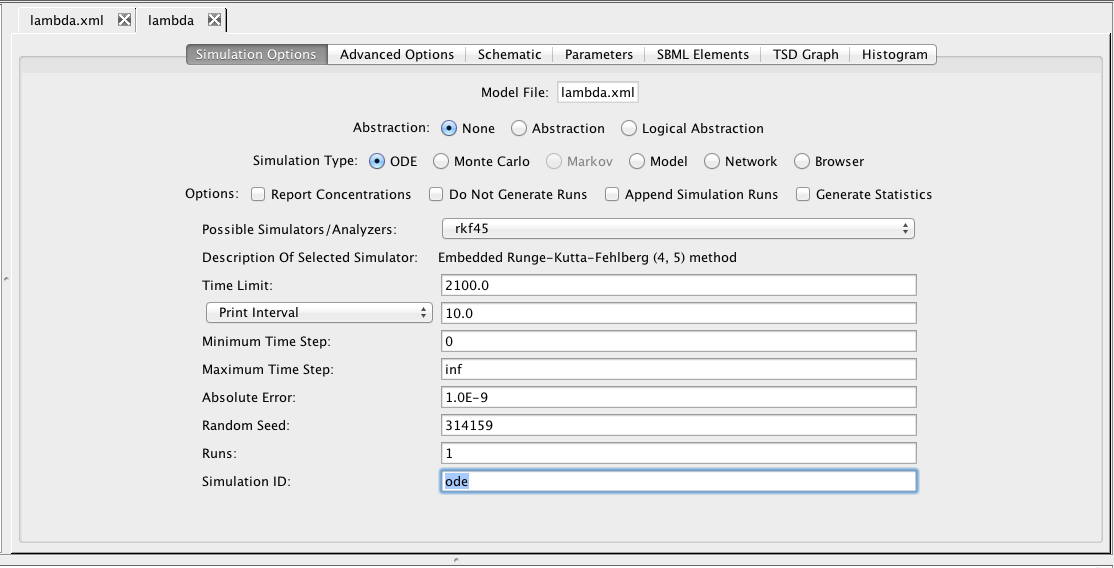 lambda.xml lambda
Simulation Options Advanced Options Schematic Parameters SBML Elements TSD Graph Histogram
Model File: lambda.xml
Abstraction: None Abstraction Logical Abstraction
Simulation Type: ODE Monte Carlo Markov Model Network Browser
Options: Report Concentrations Do Not Generate Runs Append Simulation Runs Generate Statistics
Possible Simulators/Analyzers: rkf45
Description Of Selected Simulator: Embedded Runge-Kutta-Fehlberg (4, 5) method
Time Limit: 2100.0
Print Interval 10.0
Minimum Time Step: 0
Maximum Time Step: inf
Absolute Error: 1.0E-9
Random Seed: 314159
Runs: 1
Simulation ID: ode